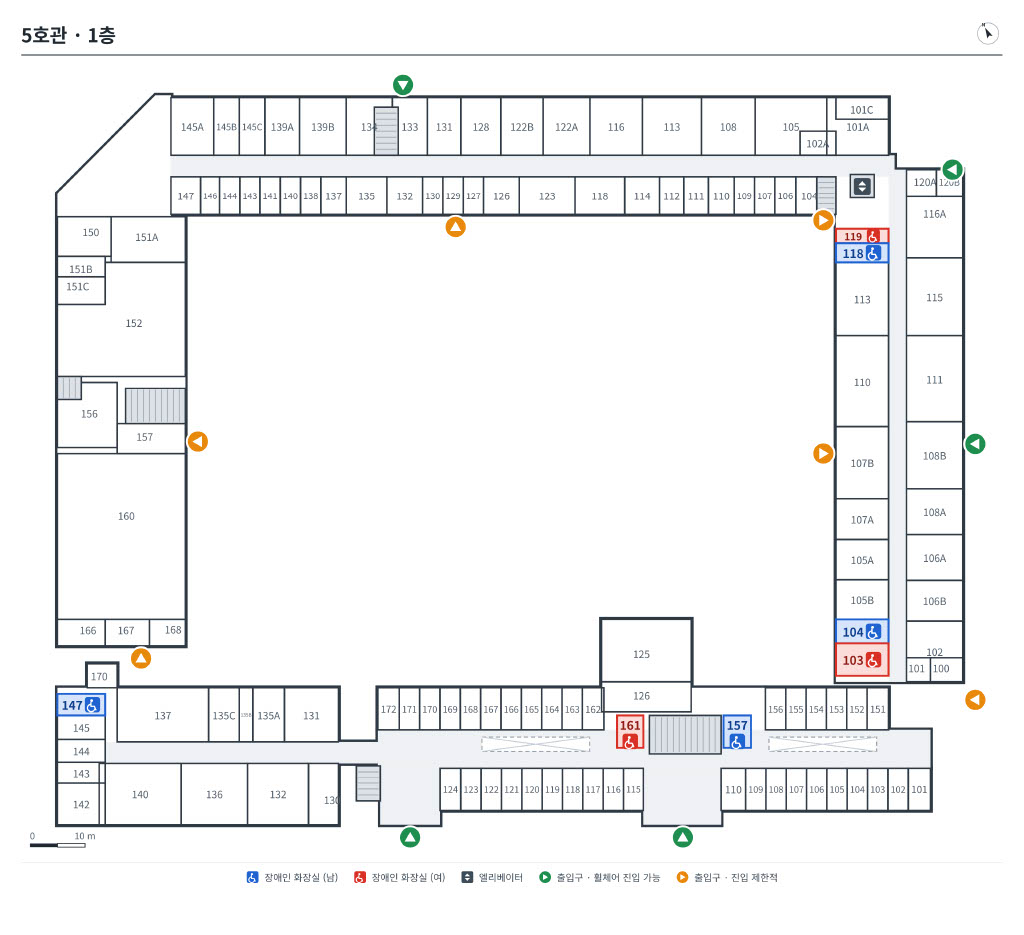 5호관 · 1층
N
101C
145A 145B 145C 139A 139B 134 133 131 128 122B 122A 116 113 108 105 101A
102A
147 146 144 143 141 140 138 137 135 132 130 129 127 126 123 118 114 112 111 110 109 107 106 104
120A 120B
116A
150 151A
119
118
151B
151C
152
113 115
110 111
156
157
107B 108B
160
107A 108A
105A 106A
105B 106B
166 167 168
104
102
103
101 100
125
170
126
147
137 135C 135B 135A 131
172 171 170 169 168 167 166 165 164 163 162
156 155 154 153 152 151
161 157
145
144
143
142
140 136 132 130
124 123 122 121 120 119 118 117 116 115
110 109 108 107 106 105 104 103 102 101
0 10 m
장애인 화장실 (남) 장애인 화장실 (여) 엘리베이터 출입구 · 휠체어 진입 가능 출입구 · 진입 제한적